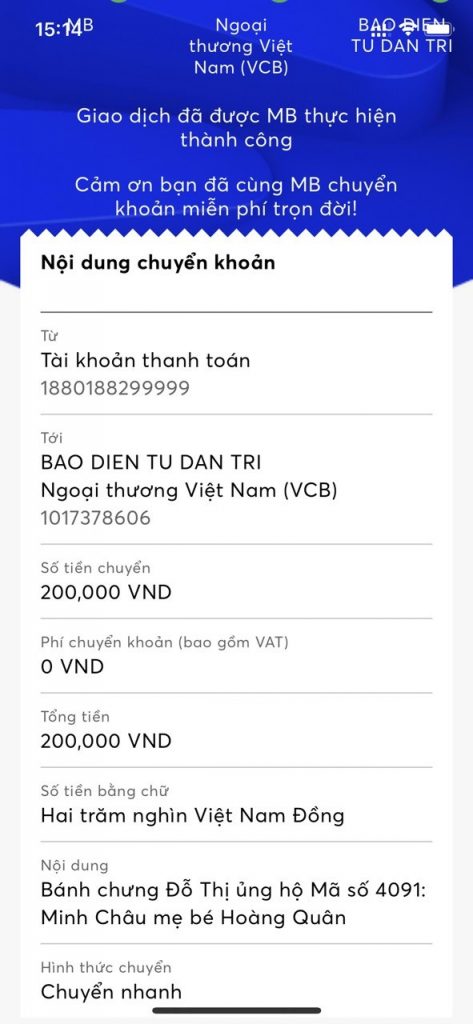 15:14
MB
Ngoại
thương Việt
Nam (VCB)
BAO DIEN
TU DAN TRI
Giao dịch đã được MB thực hiện
thành công
Cảm ơn bạn đã cùng MB chuyển
khoản miễn phí trọn đời!
Nội dung chuyển khoản
Từ
Tài khoản thanh toán
1880188299999
Tới
BAO DIEN TU DAN TRI
Ngoại thương Việt Nam (VCB)
1017378606
Số tiền chuyển
200,000 VND
Phí chuyển khoản (bao gồm VAT)
0 VND
Tổng tiền
200,000 VND
Số tiền bằng chữ
Hai trăm nghìn Việt Nam Đồng
Nội dung
Bánh chưng Đỗ Thị ủng hộ Mã số 4091:
Minh Châu mẹ bé Hoàng Quân
Hình thức chuyển
Chuyển nhanh